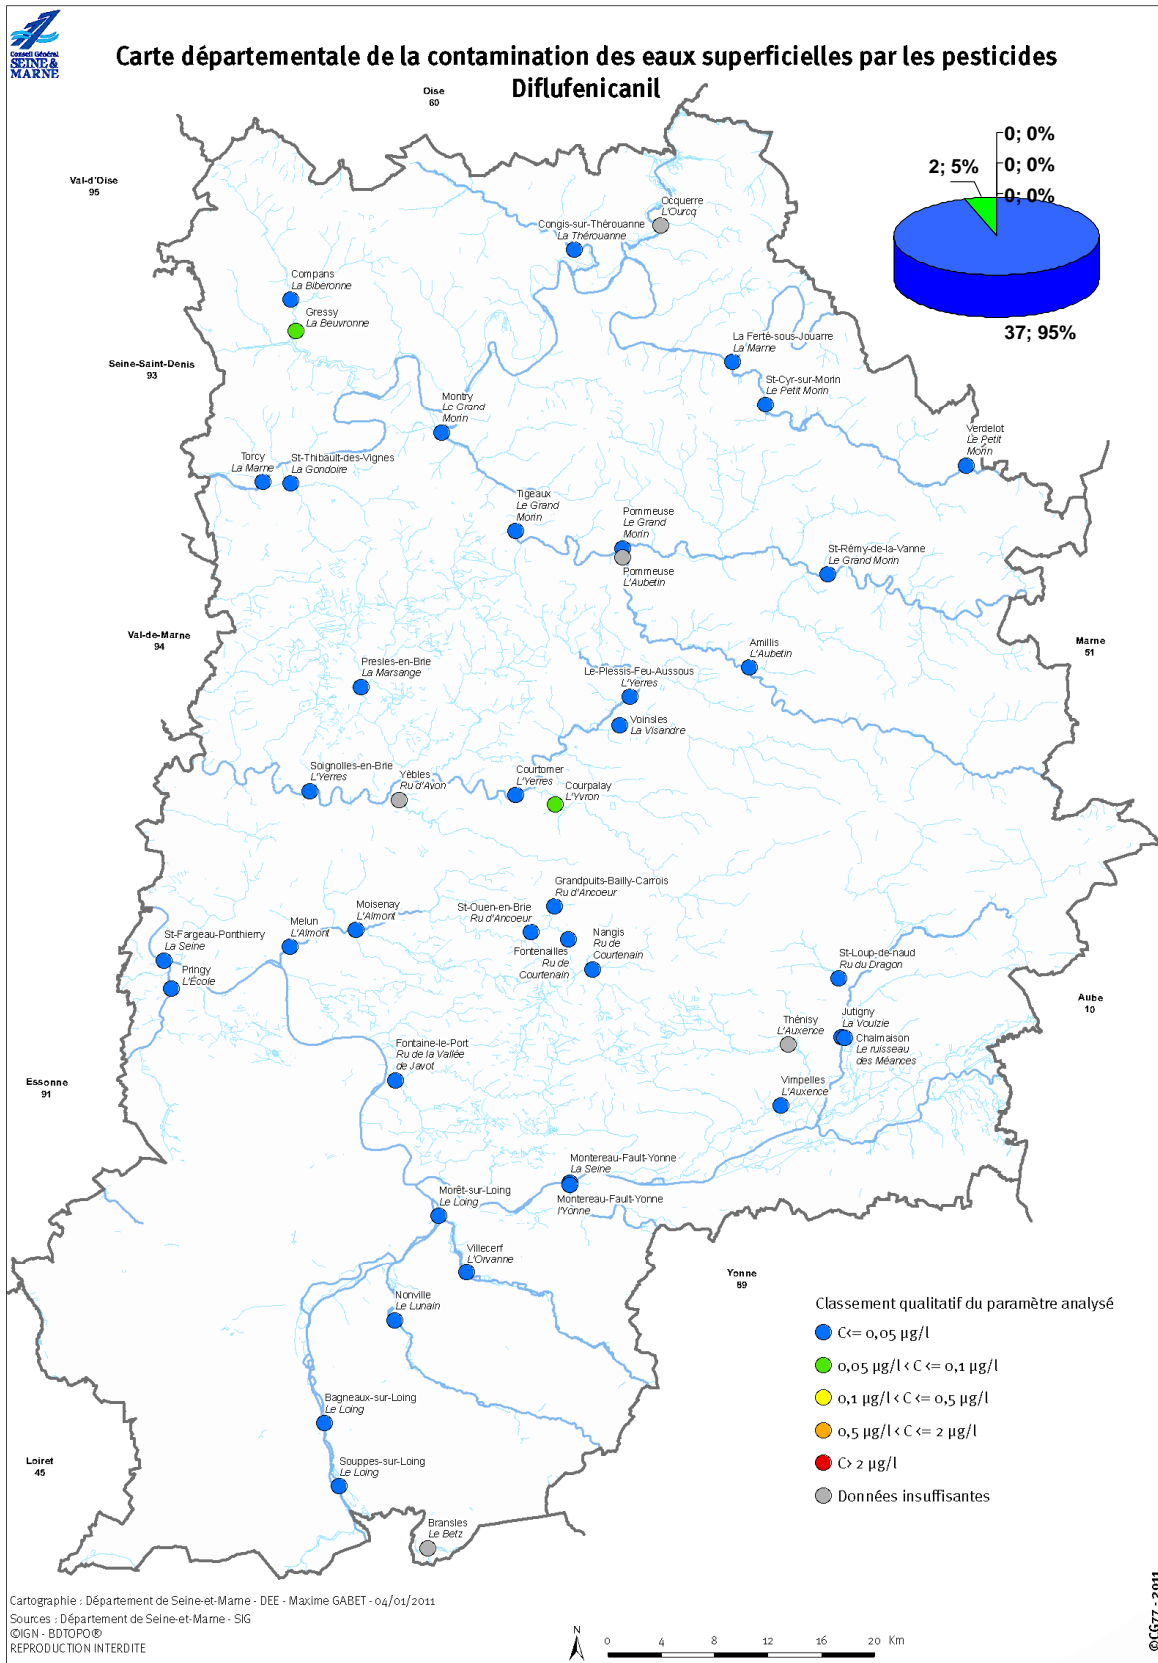 Conseil Général
SEINE &
MARNE
Carte départementale de la contamination des eaux superficielles par les pesticides
Diflufenicanil
Oise
60
Val-d'Oise
95
0; 0%
0; 0%
0; 0%
2; 5%
37; 95%
Ocquerre
L'Ourcq
Congis-sur-Thérouanne
La Thérouanne
Compans
La Biberonne
Gressy
La Beuvronne
Seine-Saint-Denis
93
La Ferté-sous-Jouarre
La Marne
St-Cyr-sur-Morin
Le Petit Morin
Montry
Le Grand
Morin
Verdelot
Le Petit
Morin
Torcy
La Marne
St-Thibault-des-Vignes
La Gondoire
Tigeaux
Le Grand
Morin
Pommeuse
Le Grand
Morin
Pommeuse
L'Aubetin
St-Rémy-de-la-Vanne
Le Grand Morin
Val-de-Marne
94
Marne
51
Amillis
L'Aubetin
Presles-en-Brie
La Marsange
Le-Plessis-Feu-Aussous
L'Yerres
Voinsles
La Visandre
Soignolles-en-Brie
L'Yerres
Yèbles
Ru d'Avon
Courtomer
L'Yerres
Courpalay
L'Yvron
Grandpuits-Bailly-Carrois
Ru d'Ancoeur
St-Ouen-en-Brie
Ru d'Ancoeur
Moisenay
L'Almont
Melun
L'Almont
St-Fargeau-Ponthierry
La Seine
Pringy
L'École
Fontenailles
Ru de
Courtenain
Nangis
Ru de
Courtenain
St-Loup-de-naud
Ru du Dragon
Aube
10
Thénisy
L'Auxence
Jutigny
La Voulzie
Chalmaison
Le ruisseau
des Méances
Fontaine-le-Port
Ru de la Vallée
de Javot
Essonne
91
Vimpelles
L'Auxence
Montereau-Fault-Yonne
La Seine
Montereau-Fault-Yonne
l'Yonne
Morêt-sur-Loing
Le Loing
Villecerf
L'Orvanne
Yonne
89
Nonville
Le Lunain
Classement qualitatif du paramètre analysé
C<= 0,05 µg/l
0,05 µg/l < C <= 0,1 µg/l
0,1 µg/l < C <= 0,5 µg/l
0,5 µg/l < C <= 2 µg/l
C> 2 µg/l
Données insuffisantes
Bagneaux-sur-Loing
Le Loing
Souppes-sur-Loing
Le Loing
Loiret
45
Bransles
Le Betz
Cartographie : Département de Seine-et-Marne - DEE - Maxime GABET - 04/01/2011
Sources : Département de Seine-et-Marne - SIG
©IGN - BDTOPO®
REPRODUCTION INTERDITE
N
0 4 8 12 16 20 Km
©CG77 - 2011